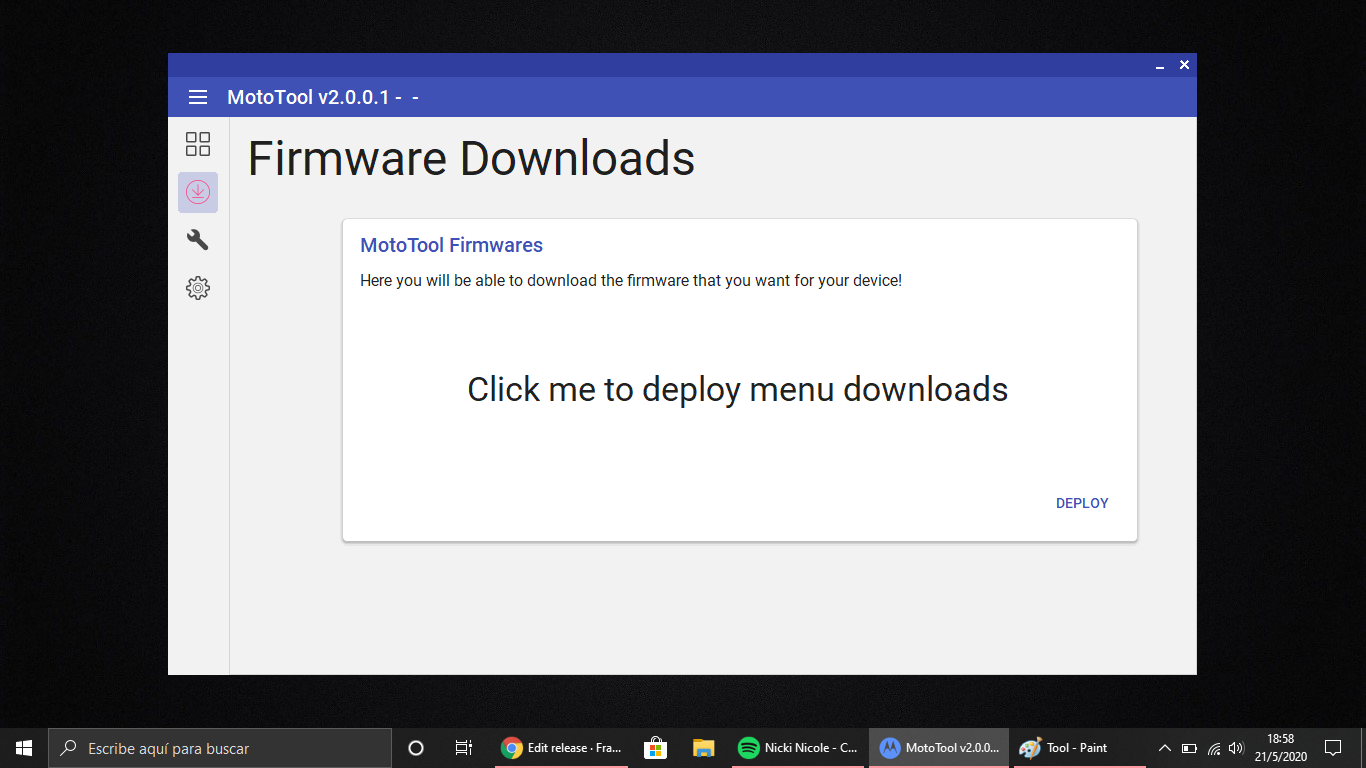 MotoTool v2.0.0.1 -  -
Firmware Downloads
MotoTool Firmwares
Here you will be able to download the firmware that you want for your device!
Click me to deploy menu downloads
DEPLOY
Escribe aquí para buscar
Edit release · Fra...
Nicki Nicole - C...
MotoTool v2.0.0...
Tool - Paint
18:58
21/5/2020